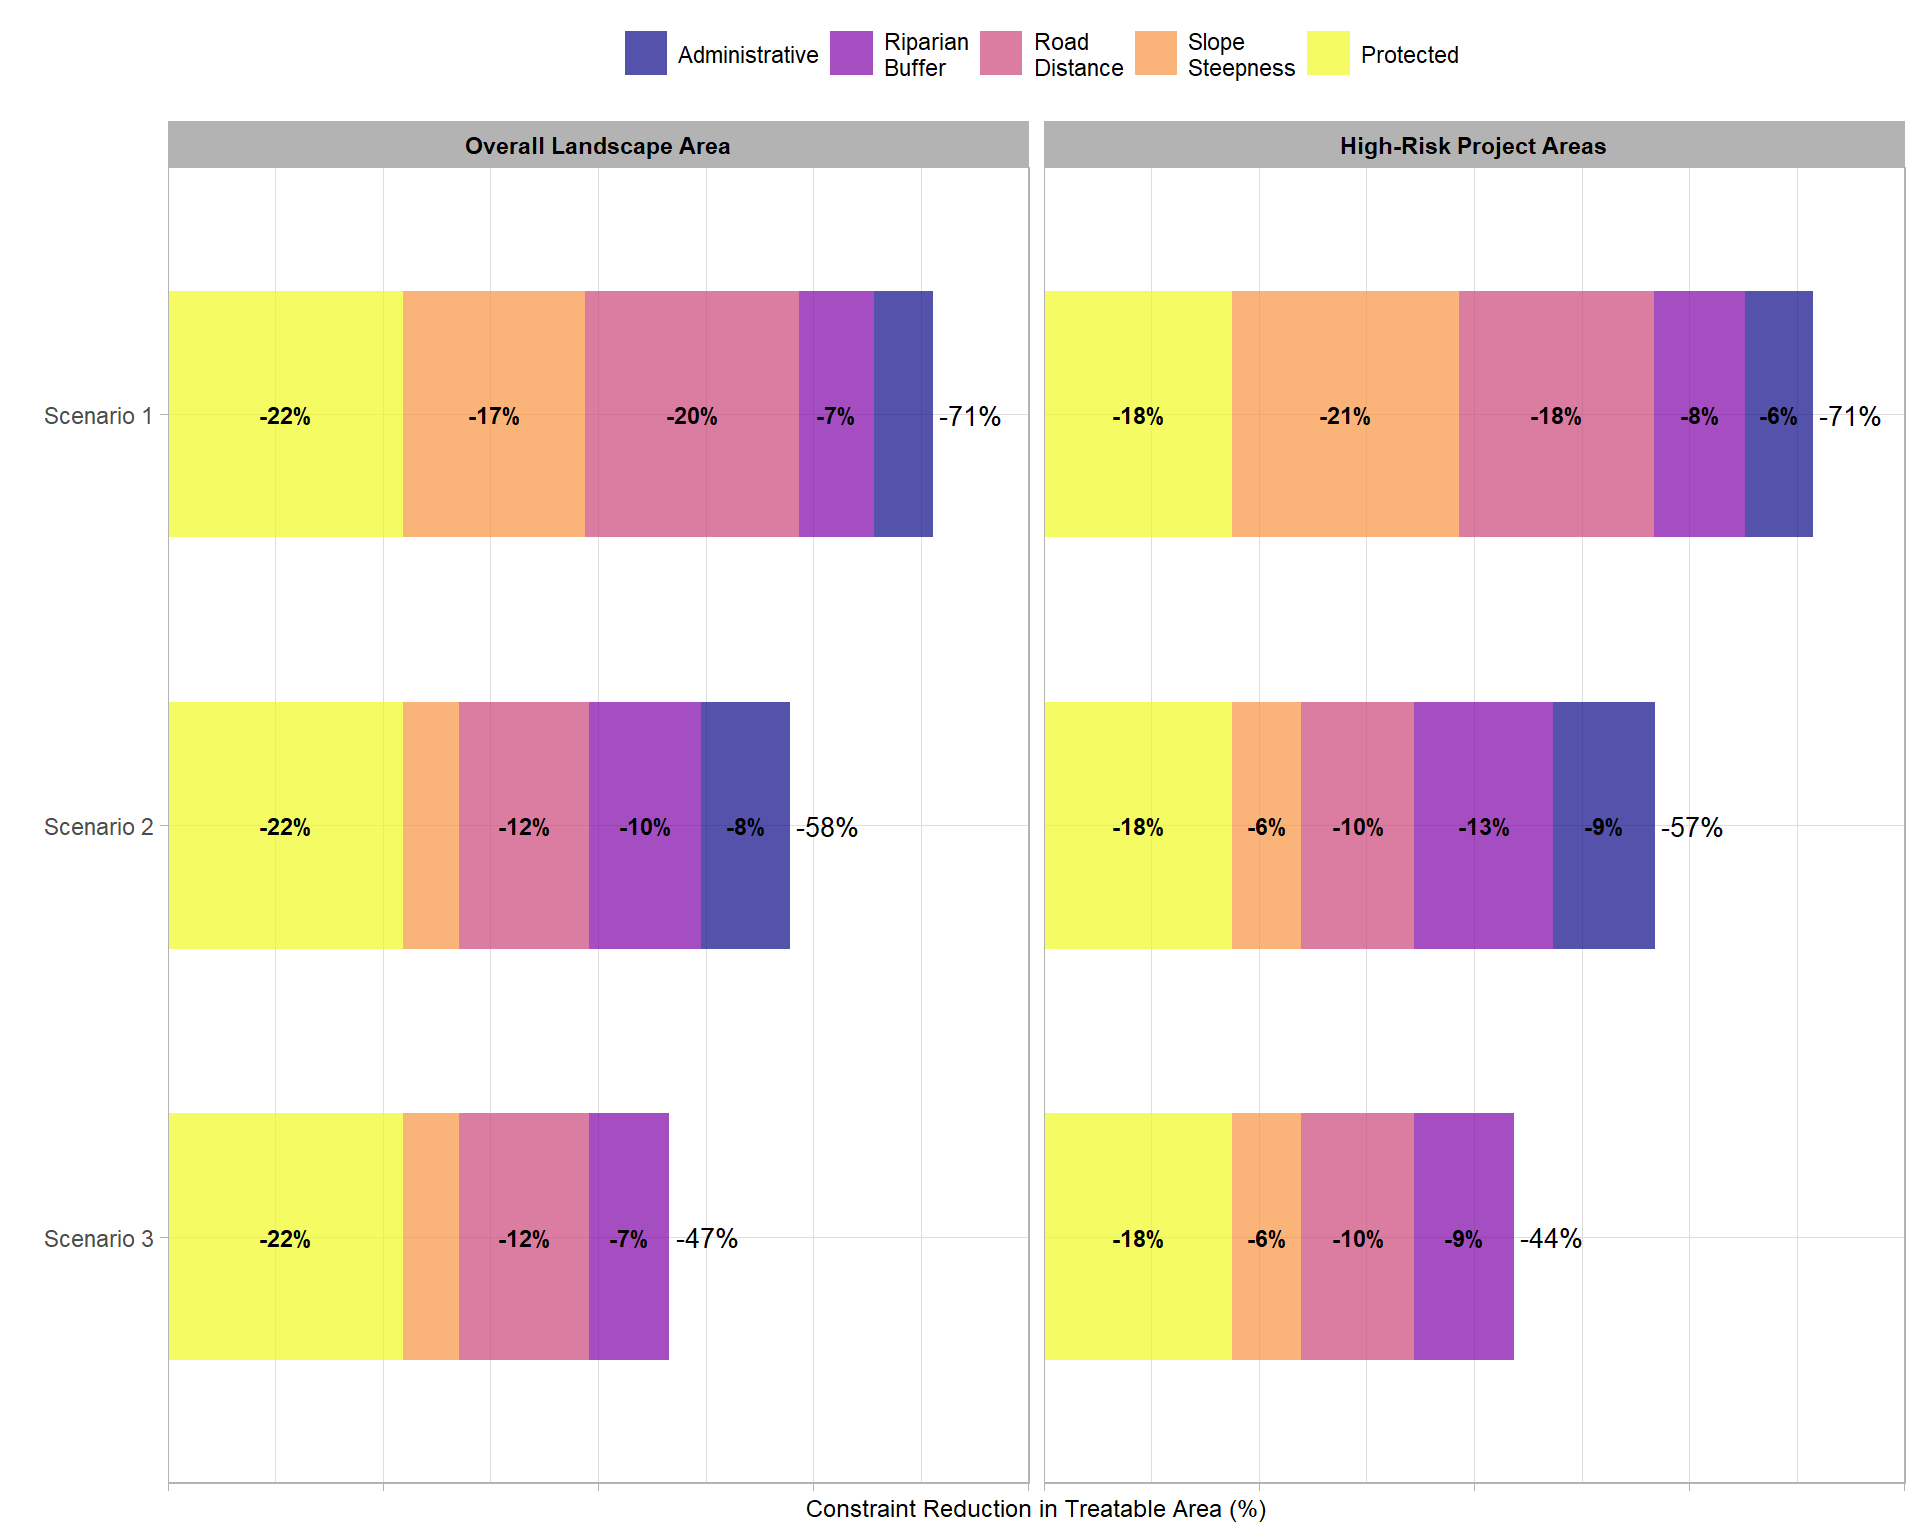 Administrative
Riparian
Buffer
Road
Distance
Slope
Steepness
Protected
Overall Landscape Area
High-Risk Project Areas
Scenario 1
-22%
-17%
-20%
-7%
-71%
-18%
-21%
-18%
-8%
-6%
-71%
Scenario 2
-22%
-12%
-10%
-8%
-58%
-18%
-6%
-10%
-13%
-9%
-57%
Scenario 3
-22%
-12%
-7%
-47%
-18%
-6%
-10%
-9%
-44%
Constraint Reduction in Treatable Area (%)